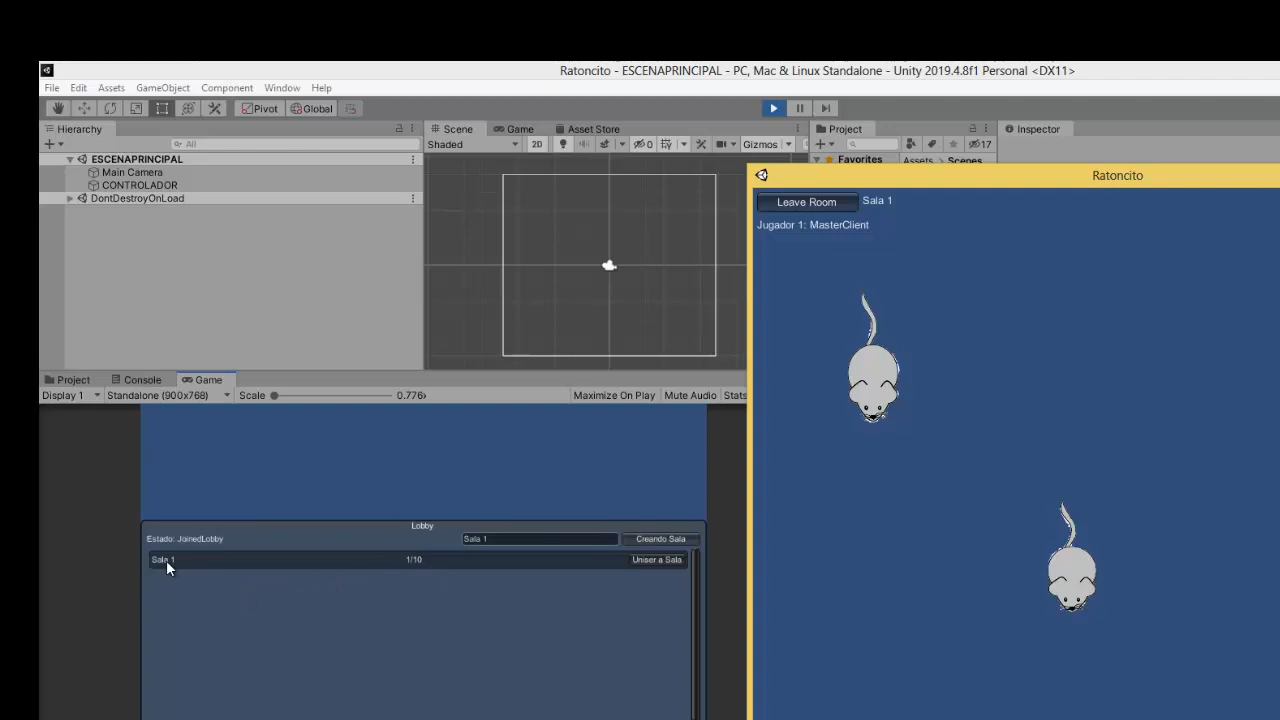 Ratoncito - ESCENAPRINCIPAL - PC, Mac & Linux Standalone - Unity 2019.4.8f1 Personal <DX11>
File Edit Assets GameObject Component Window Help
Pivot Global
Hierarchy
All
ESCENAPRINCIPAL
Main Camera
CONTROLADOR
DontDestroyOnLoad
Scene Game Asset Store
Shaded 2D 0 Gizmos
Project
17
Favorites Assets Scenes
Inspector
Project Console Game
Display 1 Standalone (900x768) Scale 0.776x Maximize On Play Mute Audio Stats
Lobby
Estado: JoinedLobby Sala 1 Creando Sala
Sala 1 1/10 Uniser a Sala
Ratoncito
Leave Room Sala 1
Jugador 1: MasterClient